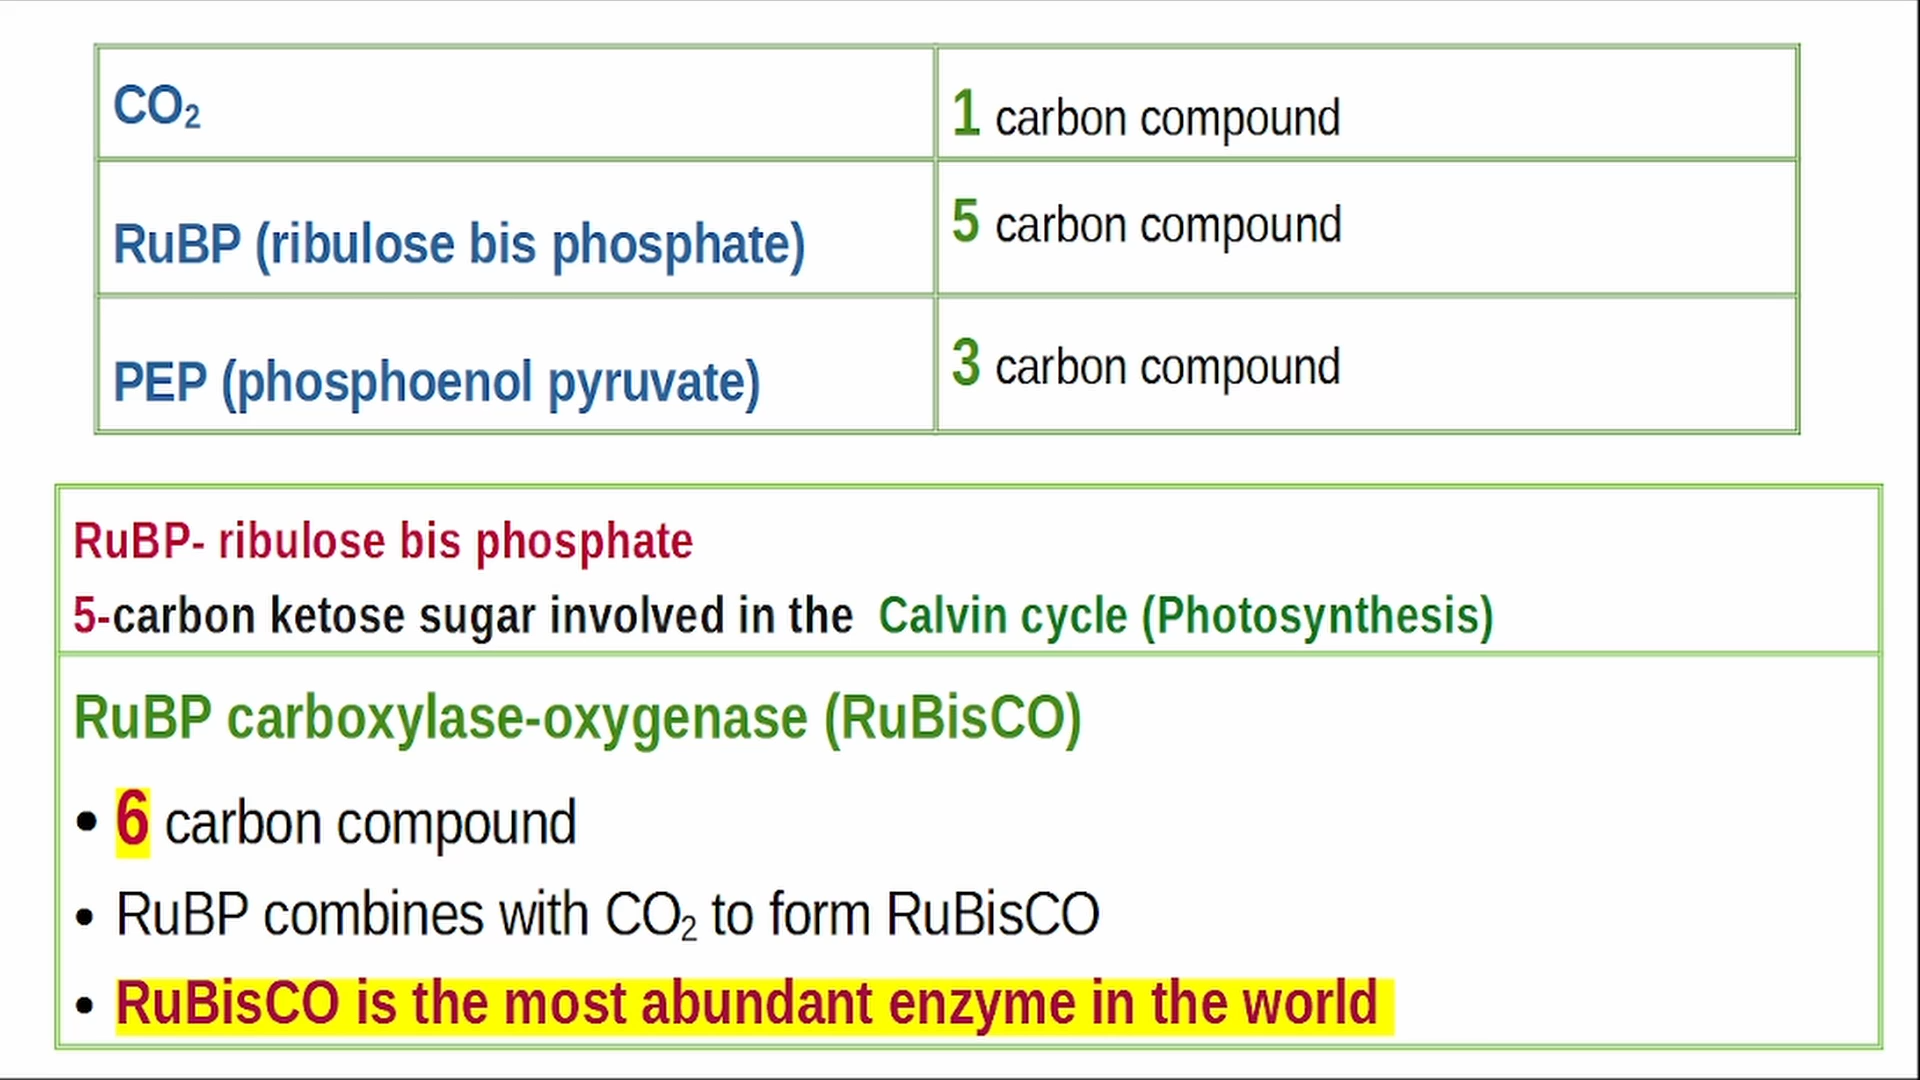 CO₂
1 carbon compound
RuBP (ribulose bis phosphate)
5 carbon compound
PEP (phosphoenol pyruvate)
3 carbon compound
RuBP- ribulose bis phosphate
5-carbon ketose sugar involved in the Calvin cycle (Photosynthesis)
RuBP carboxylase-oxygenase (RuBisCO)
• 6 carbon compound
• RuBP combines with CO₂ to form RuBisCO
• RuBisCO is the most abundant enzyme in the world